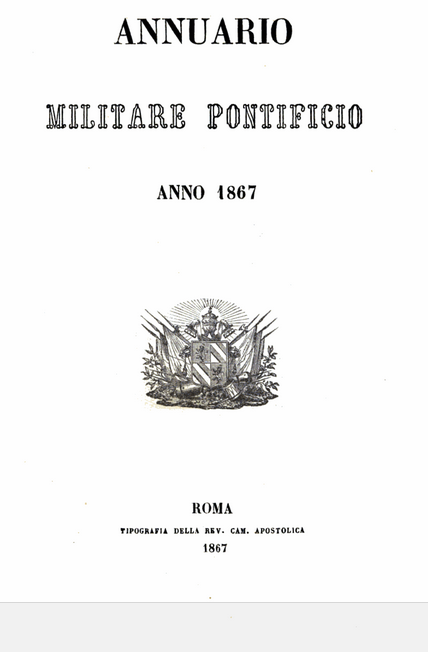 ANNUARIO
MILITARE PONTIFICIO
ANNO 1867
ROMA
TIPOGRAFIA DELLA REV. CAM. APOSTOLICA
1867